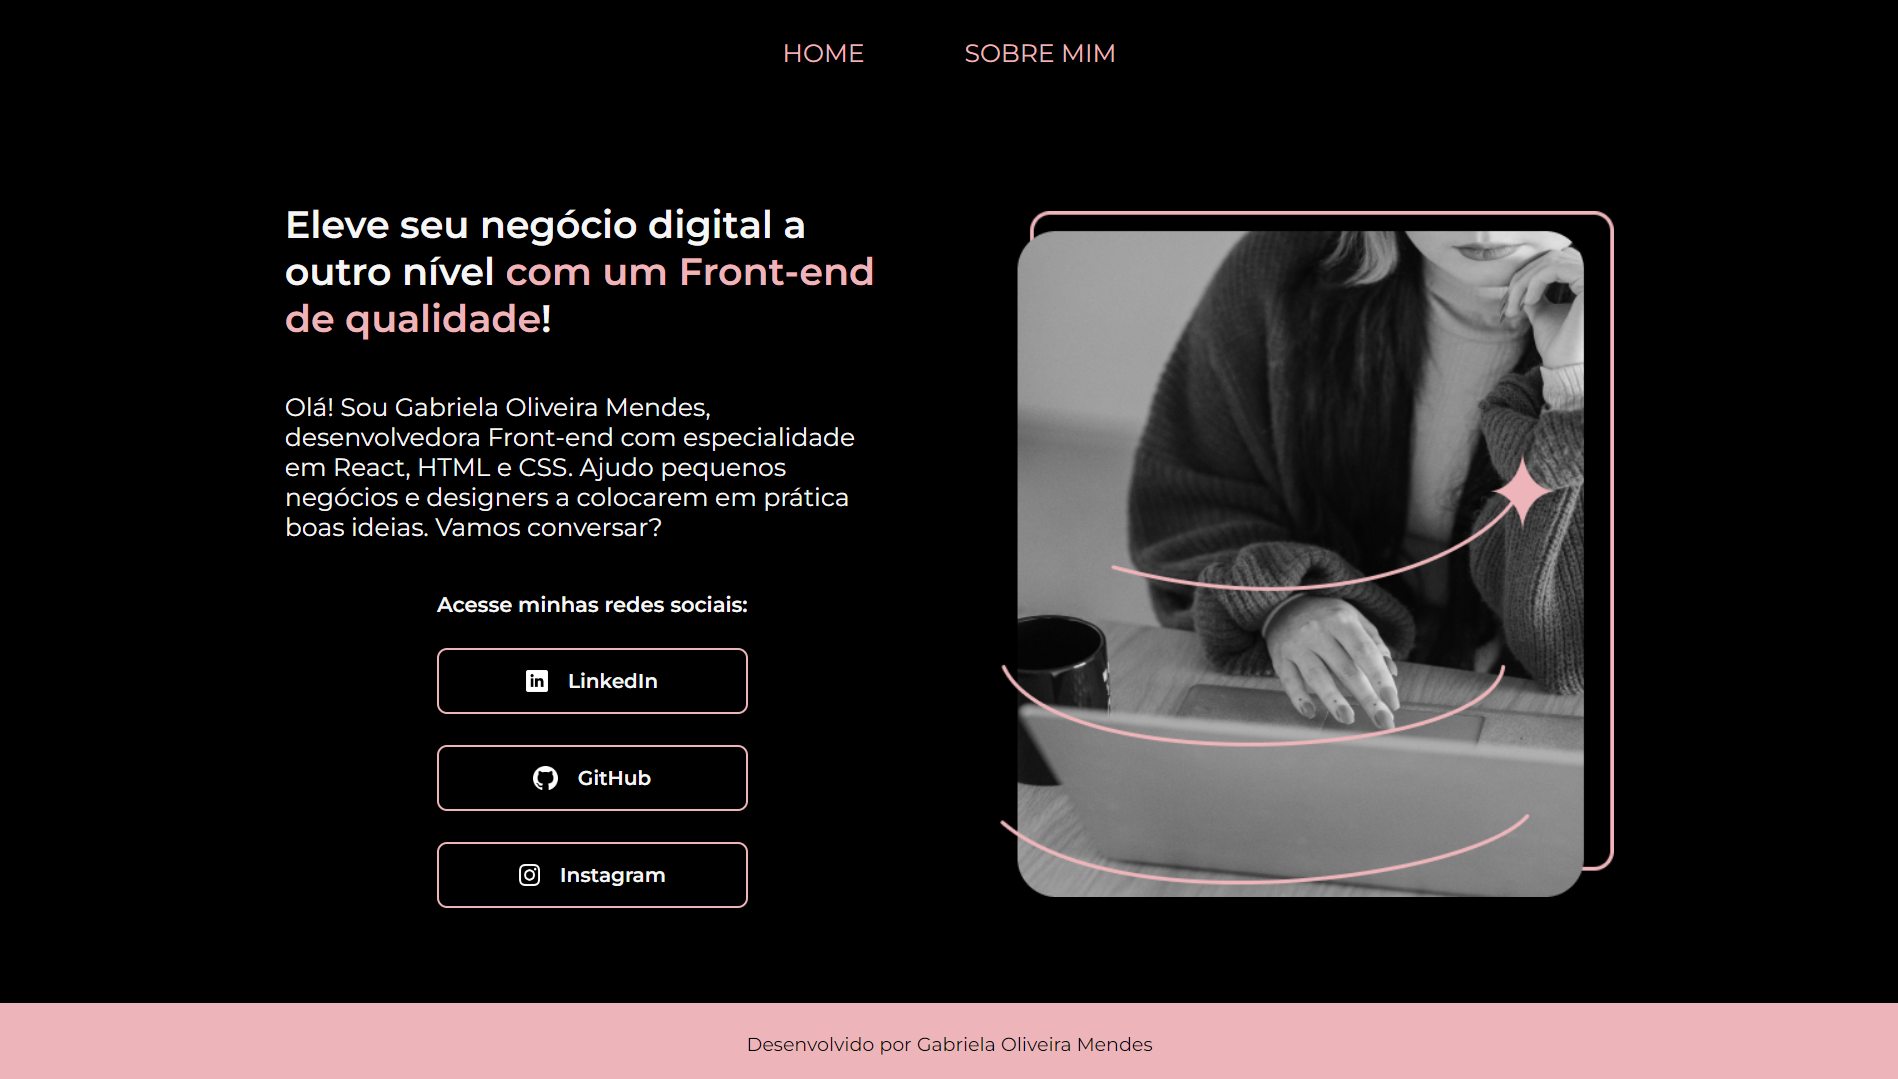 HOME
SOBRE MIM
Eleve seu negócio digital a
outro nível com um Front-end
de qualidade!
Olá! Sou Gabriela Oliveira Mendes,
desenvolvedora Front-end com especialidade
em React, HTML e CSS. Ajudo pequenos
negócios e designers a colocarem em prática
boas ideias. Vamos conversar?
Acesse minhas redes sociais:
LinkedIn
GitHub
Instagram
Desenvolvido por Gabriela Oliveira Mendes